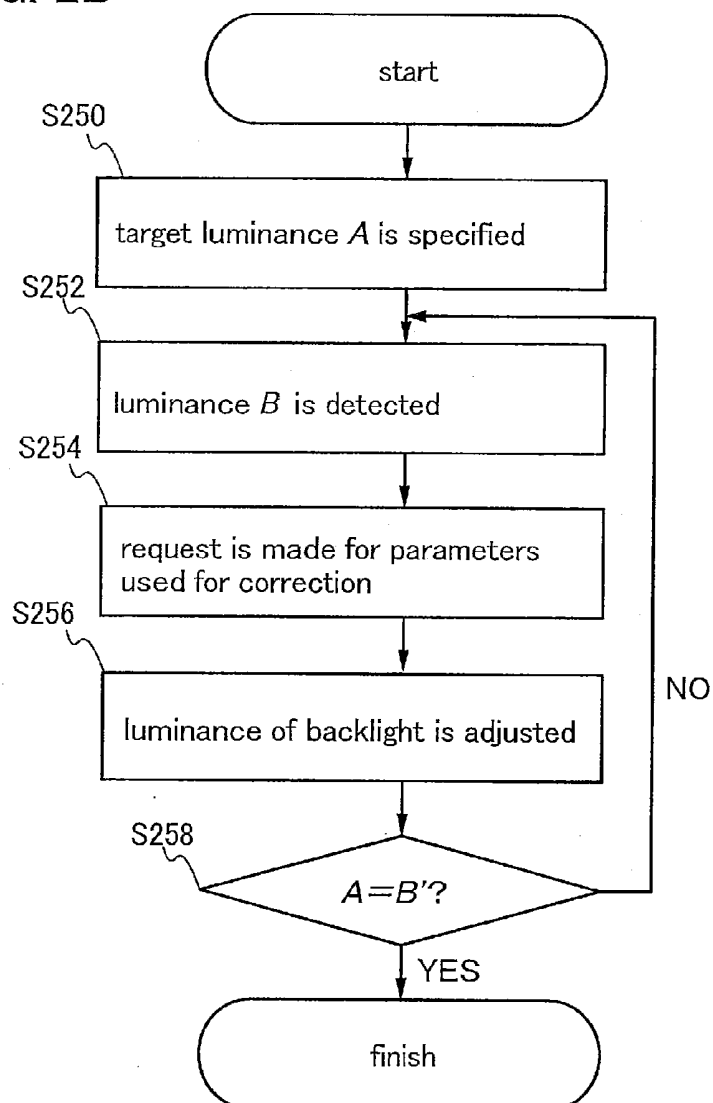 start
S250
target luminance A is specified
S252
luminance B is detected
S254
request is made for parameters
used for correction
S256
luminance of backlight is adjusted
NO
S258
A=B'?
YES
finish